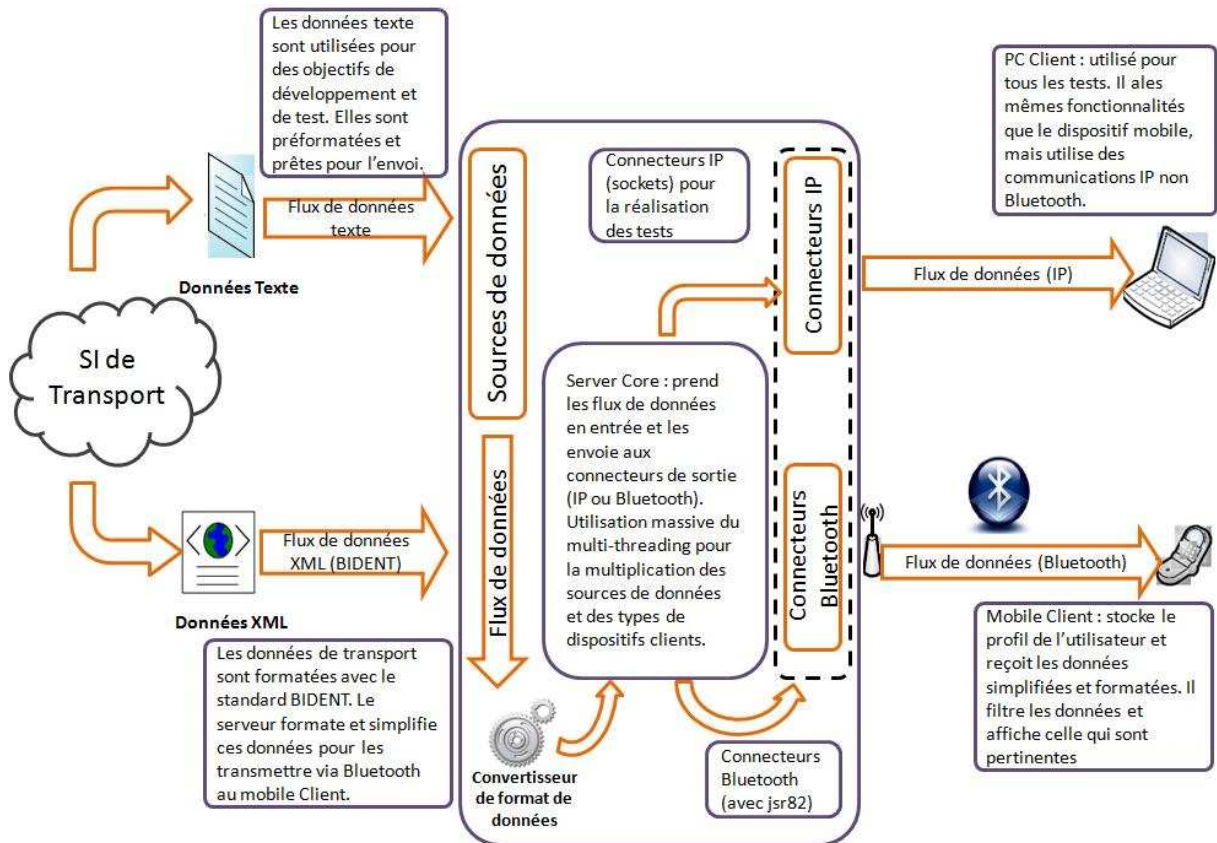 Les données texte
sont utilisées pour
des objectifs de
développement et
de test. Elles sont
préformatées et
prêtes pour l'envoi.
Flux de données
texte
Données Texte
SI de
Transport
Flux de données
XML (BIDENT)
Données XML
Les données de transport
sont formatées avec le
standard BIDENT. Le
serveur formate et simplifie
ces données pour les
transmettre via Bluetooth
au mobile Client.
Sources de données
Flux de données
Convertisseur
de format de
données
Connecteurs IP
(sockets) pour
la réalisation
des tests
Server Core : prend
les flux de données
en entrée et les
envoie aux
connecteurs de sortie
(IP ou Bluetooth).
Utilisation massive du
multi-threading pour
la multiplication des
sources de données
et des types de
dispositifs clients.
Connecteurs
Bluetooth
(avec jsr82)
Connecteurs IP
Connecteurs
Bluetooth
PC Client : utilisé pour
tous les tests. Il ales
mêmes fonctionnalités
que le dispositif mobile,
mais utilise des
communications IP non
Bluetooth.
Flux de données (IP)
Flux de données (Bluetooth)
Mobile Client : stocke le
profil de l'utilisateur et
reçoit les données
simplifiées et formatées. Il
filtre les données et
affiche celle qui sont
pertinentes